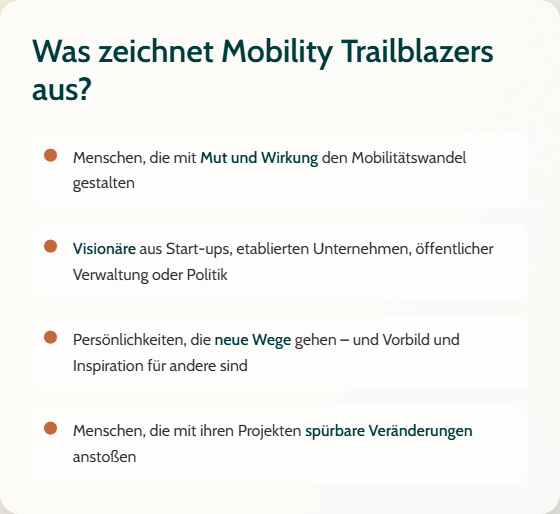 Was zeichnet Mobility Trailblazers
aus?
Menschen, die mit Mut und Wirkung den Mobilitätswandel
gestalten
Visionäre aus Start-ups, etablierten Unternehmen, öffentlicher
Verwaltung oder Politik
Persönlichkeiten, die neue Wege gehen – und Vorbild und
Inspiration für andere sind
Menschen, die mit ihren Projekten spürbare Veränderungen
anstoßen